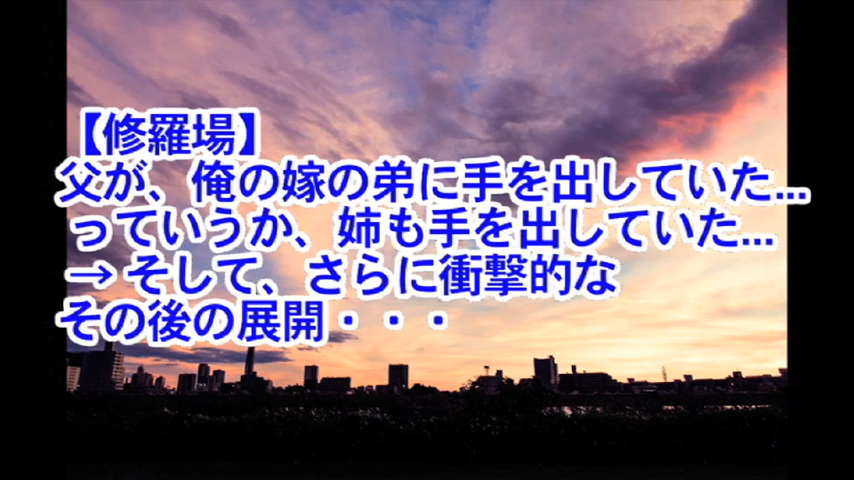 【修羅場】
父が、俺の嫁の弟に手を出していた...
っていうか、姉も手を出していた...
→ そして、さらに衝撃的な
その後の展開・・・